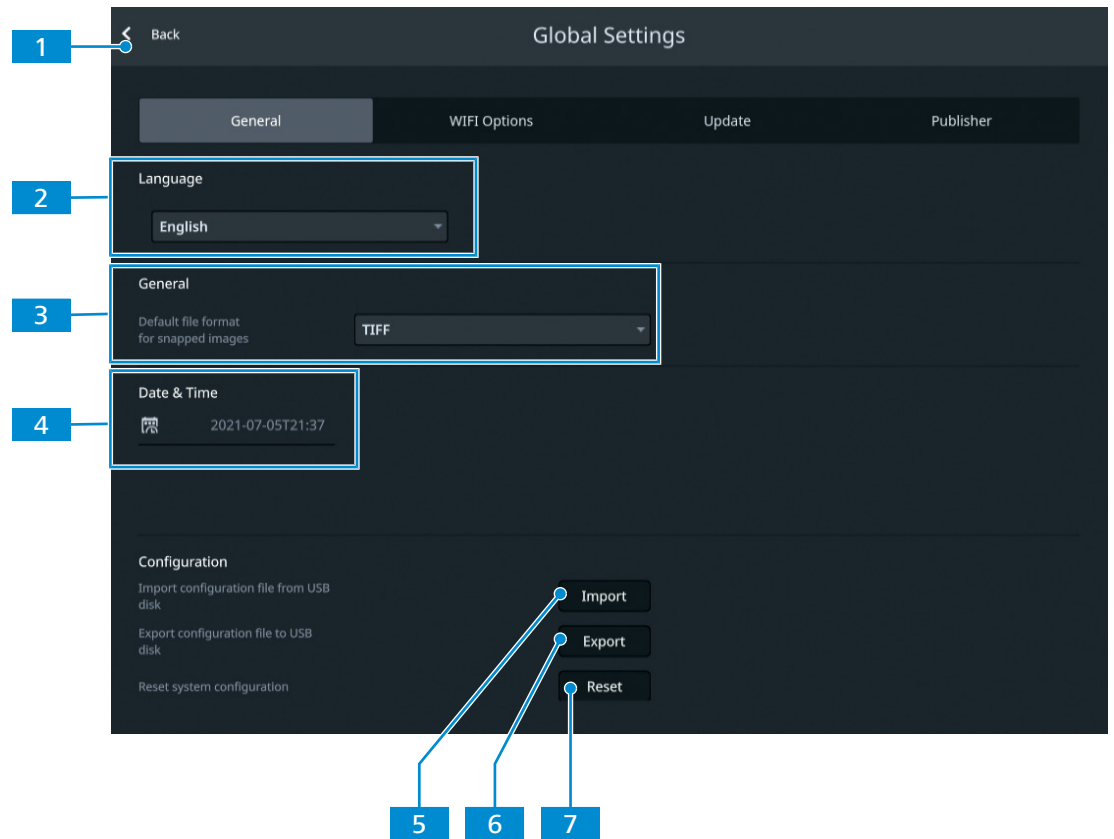 1
Back
Global Settings
General
WIFI Options
Update
Publisher
2
Language
English
3
General
Default file format
for snapped images
TIFF
4
Date & Time
2021-07-05T21:37
Configuration
Import configuration file from USB
disk
Import
Export configuration file to USB
disk
Export
Reset system configuration
Reset
5
6
7